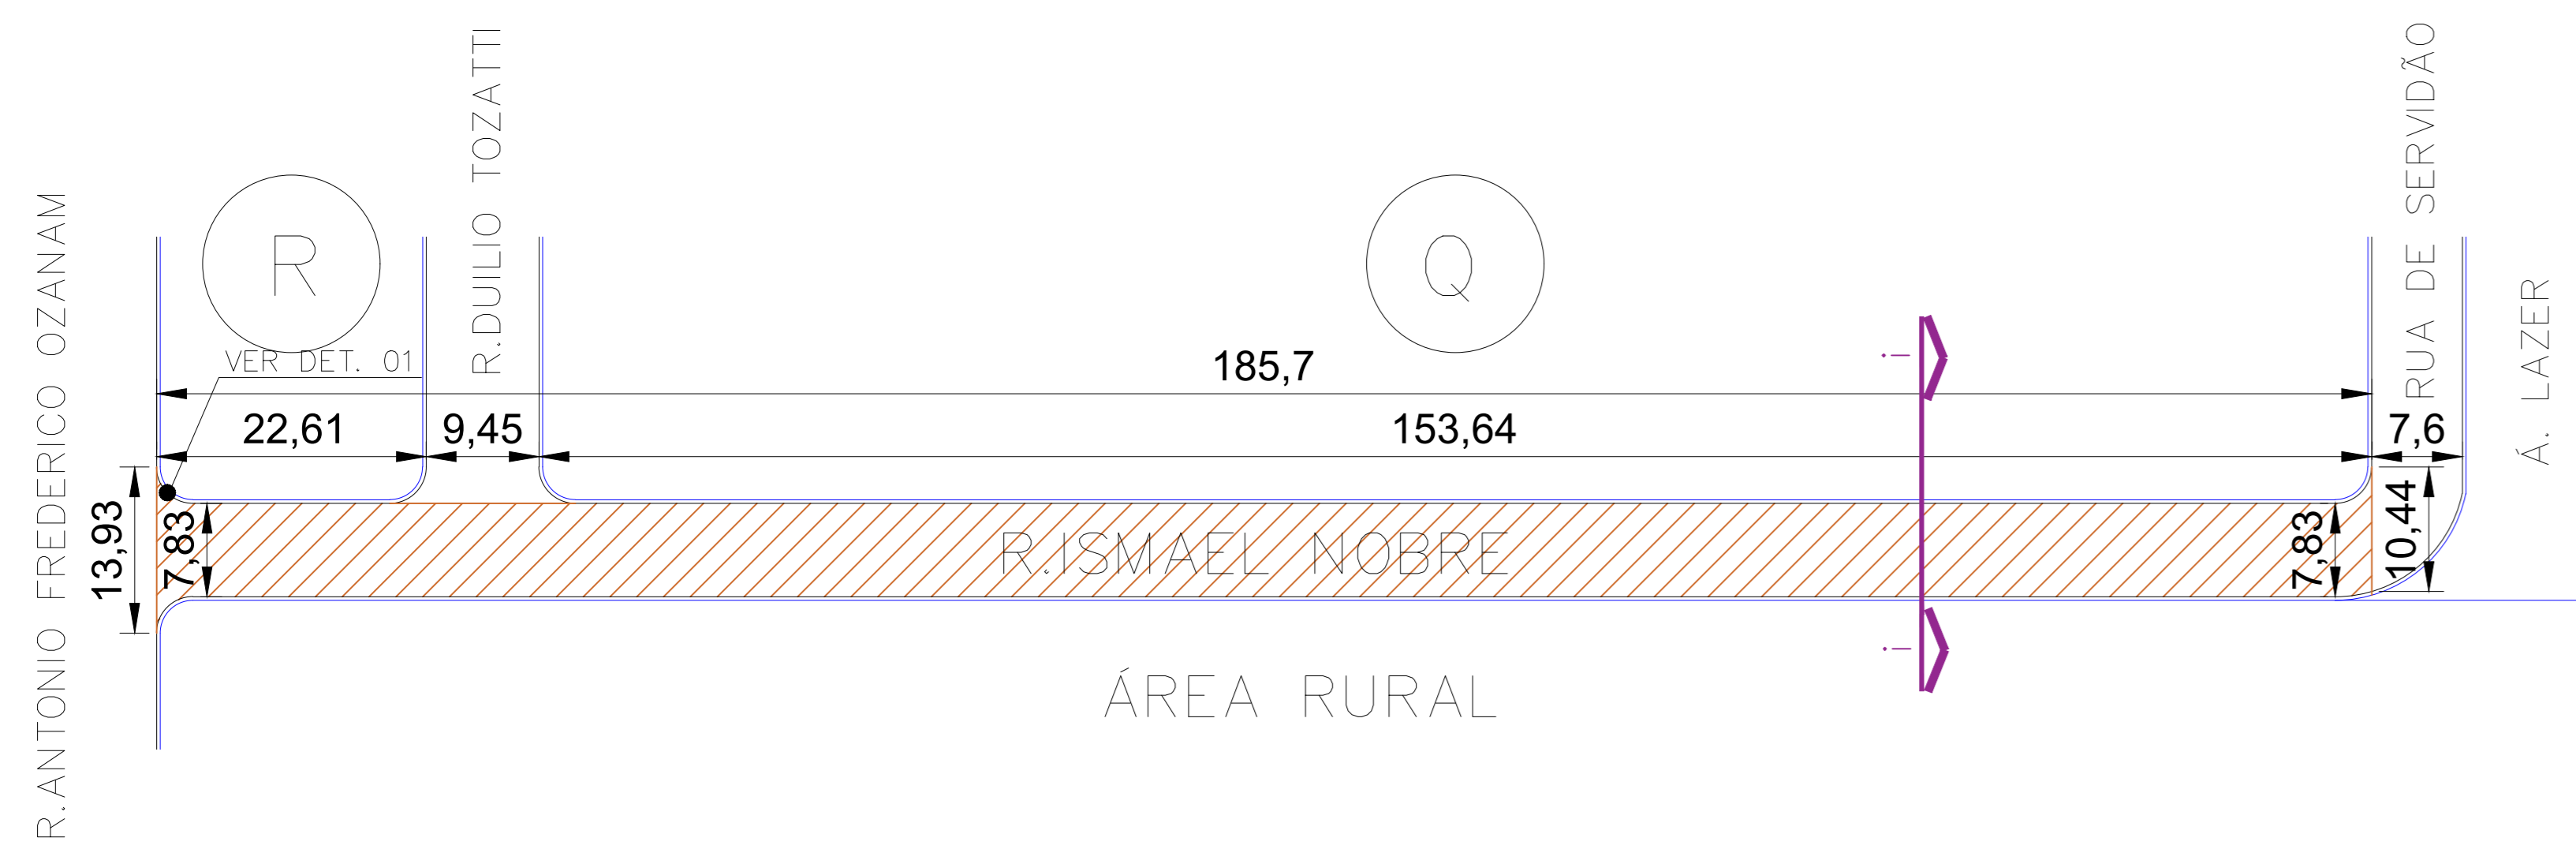 R.ANTONIO FREDERICO OZANAM
R
VER DET. 01
R.DUILIO TOZATTI
Q
RUA DE SERVIDÃO
Á. LAZER
185,7
22,61
9,45
153,64
7,6
13,93
7,83
R.ISMAEL NOBRE
7,83
10,44
i
i
ÁREA RURAL